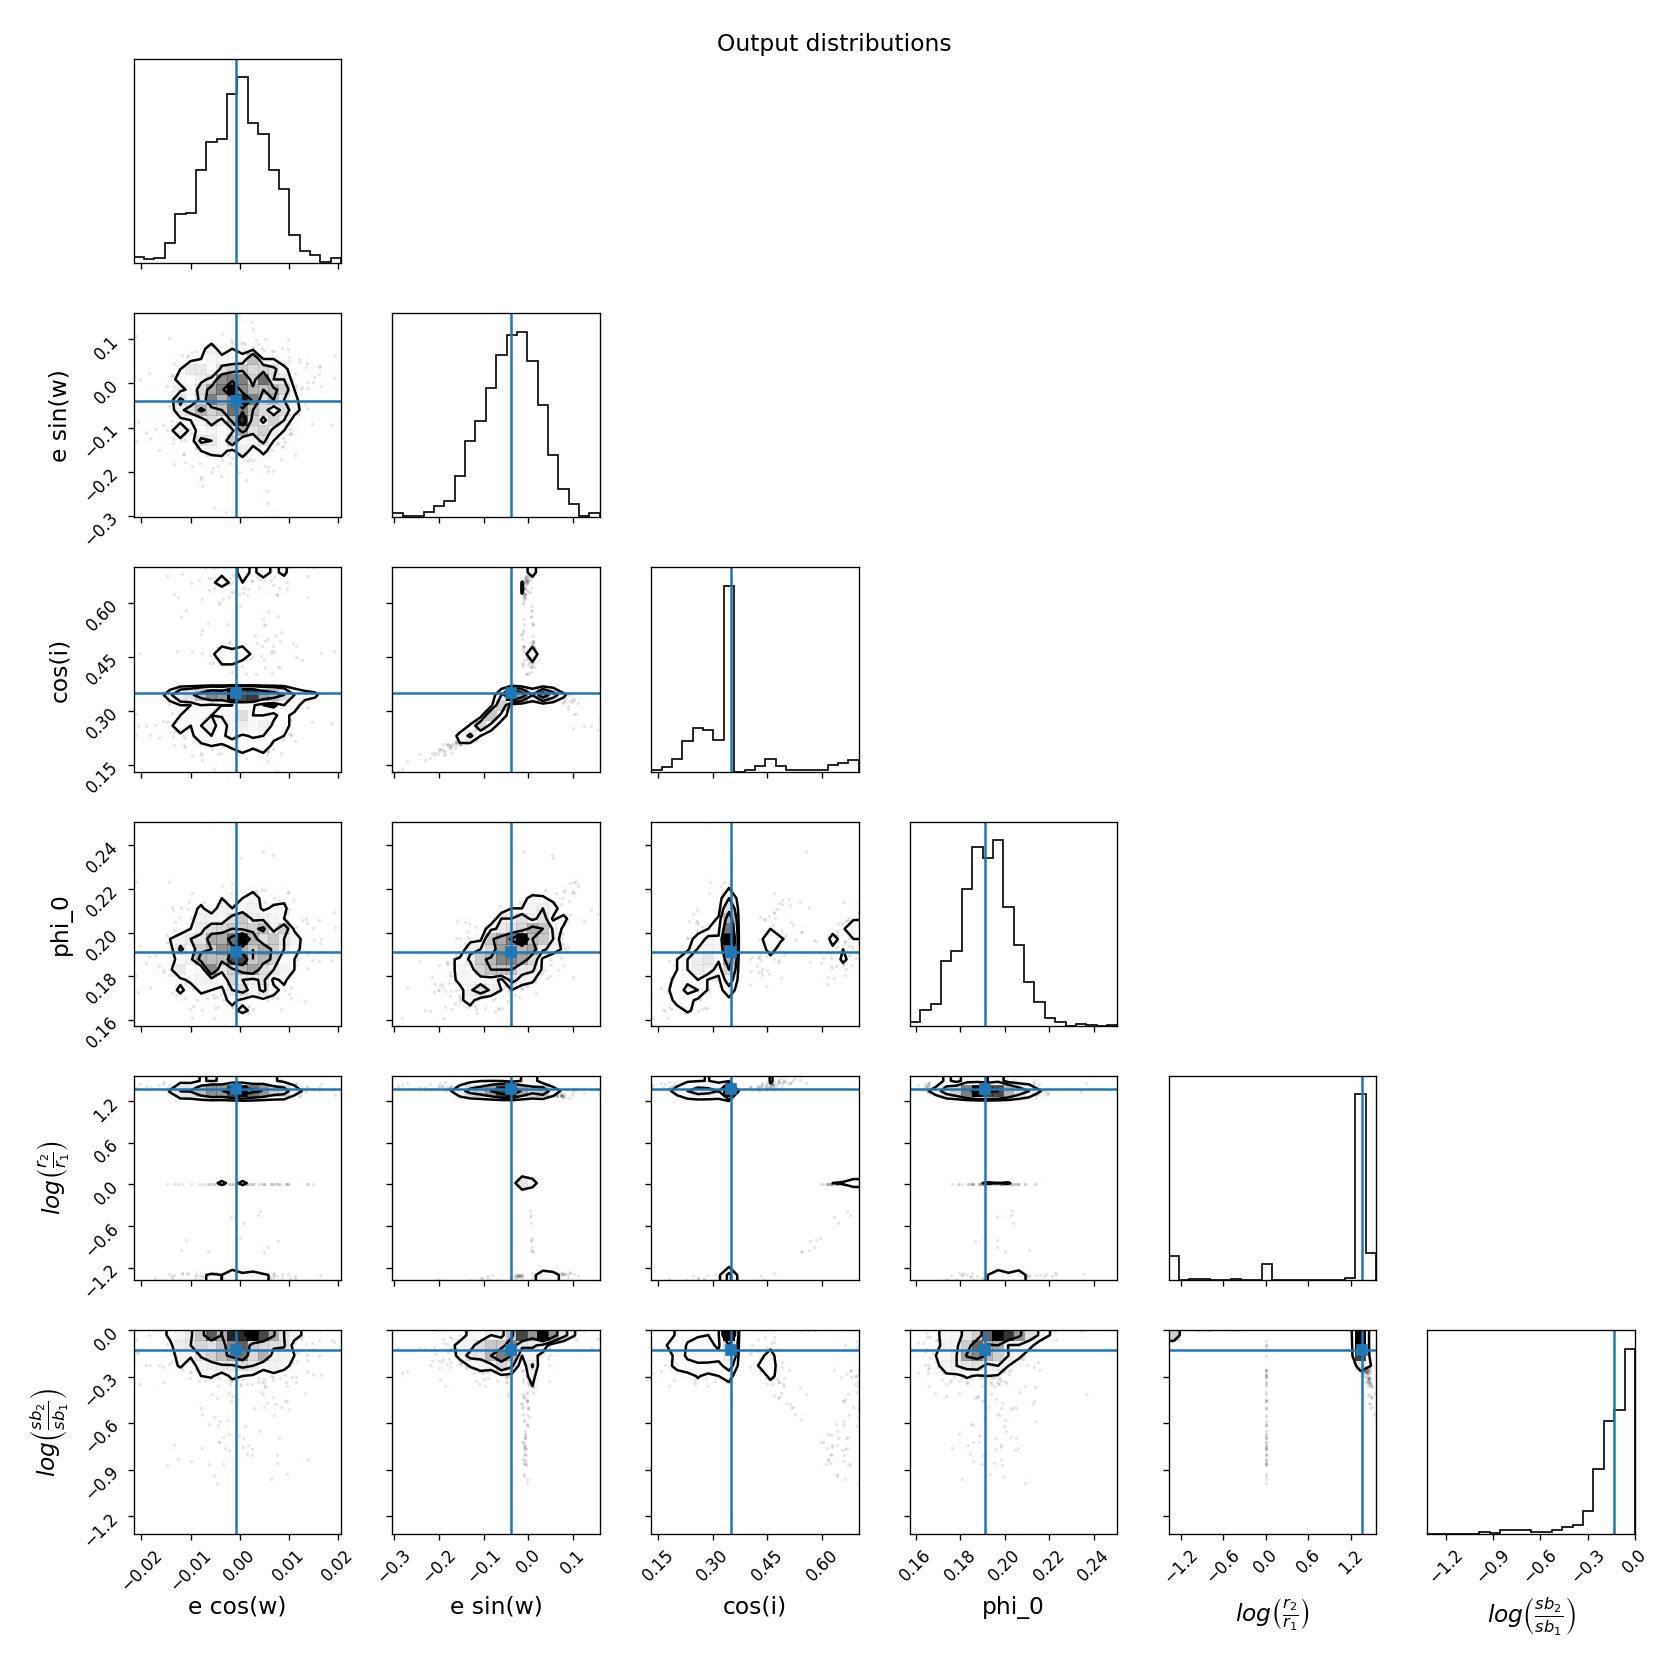 Output distributions
e sin(w)
0.1
0.0
−0.1
−0.2
−0.3
cos(i)
0.60
0.45
0.30
0.15
phi_0
0.24
0.22
0.20
0.18
0.16
log(r₂/r₁)
1.2
0.6
0.0
−0.6
−1.2
log(sb₂/sb₁)
0.0
−0.3
−0.6
−0.9
−1.2
−0.02 −0.01 0.00 0.01 0.02
−0.3 −0.2 −0.1 0.0 0.1
0.15 0.30 0.45 0.60
0.16 0.18 0.20 0.22 0.24
−1.2 −0.6 0.0 0.6 1.2
−1.2 −0.9 −0.6 −0.3 0.0
e cos(w)
e sin(w)
cos(i)
phi_0
log(r₂/r₁)
log(sb₂/sb₁)